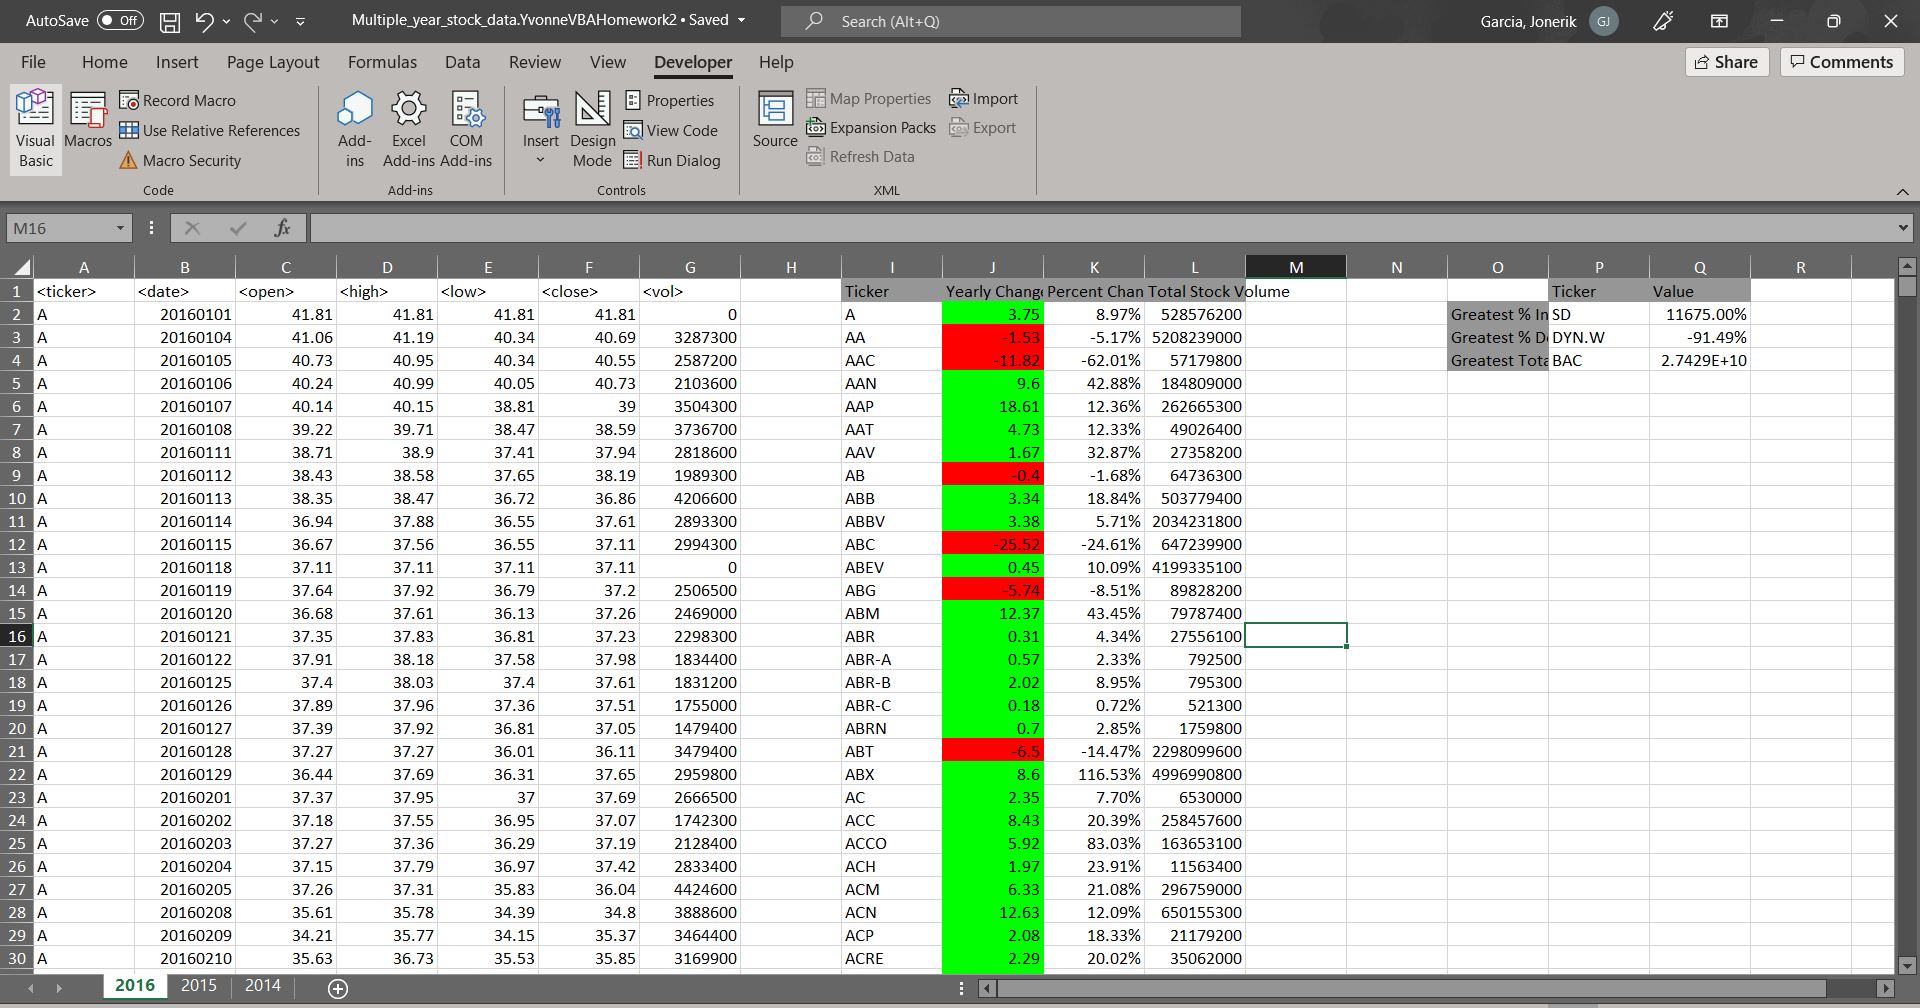 AutoSave Off Multiple_year_stock_data.YvonneVBAHomework2 • Saved Search (Alt+Q) Garcia, Jonerik GJ
File Home Insert Page Layout Formulas Data Review View Developer Help Share Comments
Visual Basic
Macros
Record Macro
Use Relative References
Macro Security
Code
Add-ins
Excel Add-ins
COM Add-ins
Add-ins
Insert
Design Mode
Properties
View Code
Run Dialog
Controls
Source
Map Properties
Expansion Packs
Refresh Data
Import
Export
XML
M16 fx
A B C D E F G H I J K L M N O P Q R
1 <ticker> <date> <open> <high> <low> <close> <vol> Ticker Yearly Change Percent Chan Total Stock Volume Ticker Value
2 A 20160101 41.81 41.81 41.81 41.81 0 A 3.75 8.97% 528576200 Greatest % In SD 11675.00%
3 A 20160104 41.06 41.19 40.34 40.69 3287300 AA -1.53 -5.17% 5208239000 Greatest % De DYN.W -91.49%
4 A 20160105 40.73 40.95 40.34 40.55 2587200 AAC -11.82 -62.01% 57179800 Greatest Tota BAC 2.7429E+10
5 A 20160106 40.24 40.99 40.05 40.73 2103600 AAN 9.6 42.88% 184809000
6 A 20160107 40.14 40.15 38.81 39 3504300 AAP 18.61 12.36% 262665300
7 A 20160108 39.22 39.71 38.47 38.59 3736700 AAT 4.73 12.33% 49026400
8 A 20160111 38.71 38.9 37.41 37.94 2818600 AAV 1.67 32.87% 27358200
9 A 20160112 38.43 38.58 37.65 38.19 1989300 AB -0.4 -1.68% 64736300
10 A 20160113 38.35 38.47 36.72 36.86 4206600 ABB 3.34 18.84% 503779400
11 A 20160114 36.94 37.88 36.55 37.61 2893300 ABBV 3.38 5.71% 2034231800
12 A 20160115 36.67 37.56 36.55 37.11 2994300 ABC -25.52 -24.61% 647239900
13 A 20160118 37.11 37.11 37.11 37.11 0 ABEV 0.45 10.09% 4199335100
14 A 20160119 37.64 37.92 36.79 37.2 2506500 ABG -5.74 -8.51% 89828200
15 A 20160120 36.68 37.61 36.13 37.26 2469000 ABM 12.37 43.45% 79787400
16 A 20160121 37.35 37.83 36.81 37.23 2298300 ABR 0.31 4.34% 27556100
17 A 20160122 37.91 38.18 37.58 37.98 1834400 ABR-A 0.57 2.33% 792500
18 A 20160125 37.4 38.03 37.4 37.61 1831200 ABR-B 2.02 8.95% 795300
19 A 20160126 37.89 37.96 37.36 37.51 1755000 ABR-C 0.18 0.72% 521300
20 A 20160127 37.39 37.92 36.81 37.05 1479400 ABRN 0.7 2.85% 1759800
21 A 20160128 37.27 37.27 36.01 36.11 3479400 ABT -6.5 -14.47% 2298099600
22 A 20160129 36.44 37.69 36.31 37.65 2959800 ABX 8.6 116.53% 4996990800
23 A 20160201 37.37 37.95 37 37.69 2666500 AC 2.35 7.70% 6530000
24 A 20160202 37.18 37.55 36.95 37.07 1742300 ACC 8.43 20.39% 258457600
25 A 20160203 37.27 37.36 36.29 37.19 2128400 ACCO 5.92 83.03% 163653100
26 A 20160204 37.15 37.79 36.97 37.42 2833400 ACH 1.97 23.91% 11563400
27 A 20160205 37.26 37.31 35.83 36.04 4424600 ACM 6.33 21.08% 296759000
28 A 20160208 35.61 35.78 34.39 34.8 3888600 ACN 12.63 12.09% 650155300
29 A 20160209 34.21 35.77 34.15 35.37 3464400 ACP 2.08 18.33% 21179200
30 A 20160210 35.63 36.73 35.53 35.85 3169900 ACRE 2.29 20.02% 35062000
2016 2015 2014